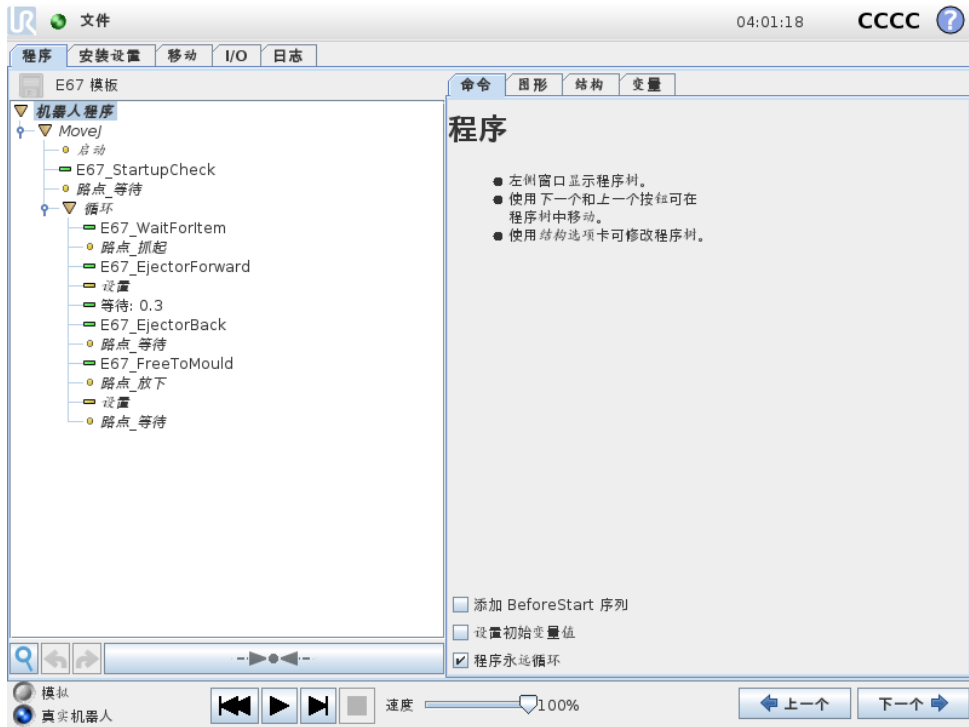 UR 文件 04:01:18 CCCC ?
程序 安装设置 移动 I/O 日志
E67 模板
命令 图形 结构 变量
机器人程序
MoveJ
启动
E67_StartupCheck
路点_等待
循环
E67_WaitForItem
路点_抓起
E67_EjectorForward
设置
等待: 0.3
E67_EjectorBack
路点_等待
E67_FreeToMould
路点_放下
设置
路点_等待
程序
左侧窗口显示程序树。
使用下一个和上一个按钮可在
程序树中移动。
使用结构选项卡可修改程序树。
添加 BeforeStart 序列
设置初始变量值
程序永远循环
模拟
真实机器人
速度 100%
上一个 下一个